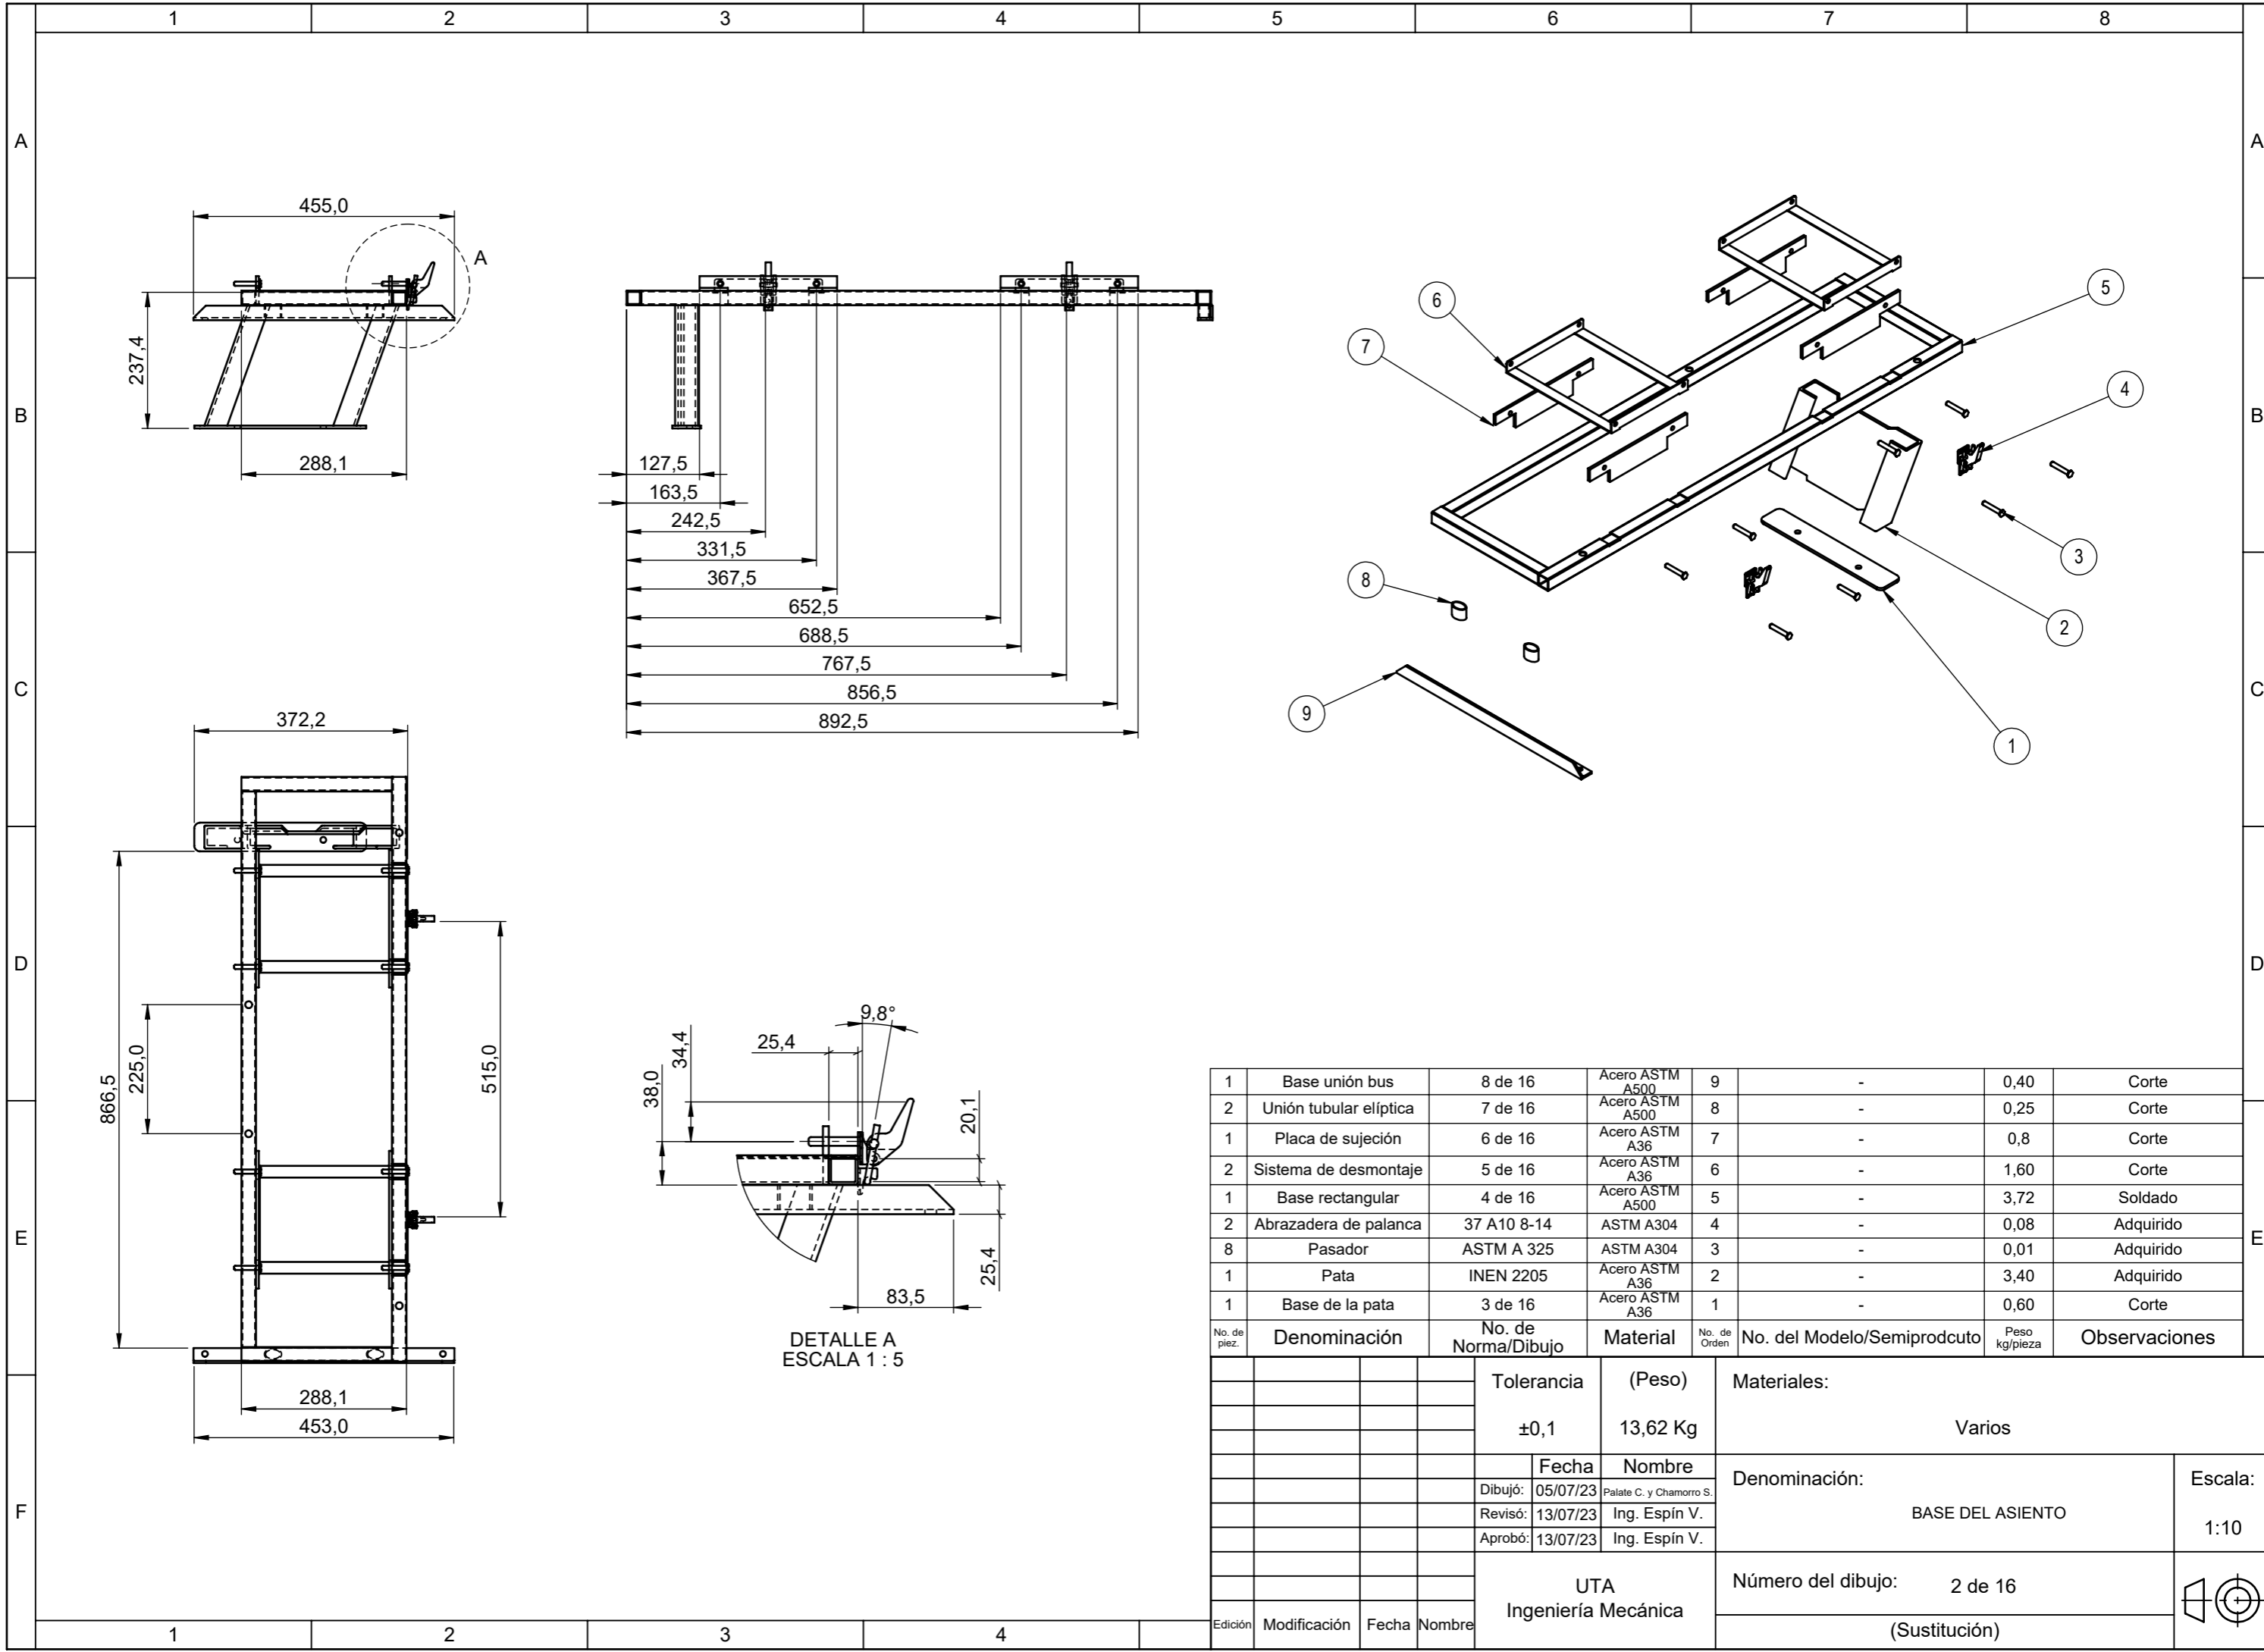 1 2 3 4 5 6 7 8
A A
B B
C C
D D
E E
F
1 2 3 4
455,0
A
237,4
288,1
127,5
163,5
242,5
331,5
367,5
652,5
688,5
767,5
856,5
892,5
6
7
5
4
3
2
1
8
9
372,2
866,5
225,0
515,0
288,1
453,0
9,8°
25,4
34,4
38,0
20,1
25,4
83,5
DETALLE A
ESCALA 1 : 5
1 Base unión bus 8 de 16 Acero ASTM A500 9 - 0,40 Corte
2 Unión tubular elíptica 7 de 16 Acero ASTM A500 8 - 0,25 Corte
1 Placa de sujeción 6 de 16 Acero ASTM A36 7 - 0,8 Corte
2 Sistema de desmontaje 5 de 16 Acero ASTM A36 6 - 1,60 Corte
1 Base rectangular 4 de 16 Acero ASTM A500 5 - 3,72 Soldado
2 Abrazadera de palanca 37 A10 8-14 ASTM A304 4 - 0,08 Adquirido
8 Pasador ASTM A 325 ASTM A304 3 - 0,01 Adquirido
1 Pata INEN 2205 Acero ASTM A36 2 - 3,40 Adquirido
1 Base de la pata 3 de 16 Acero ASTM A36 1 - 0,60 Corte
No. de piez. Denominación No. de Norma/Dibujo Material No. de Orden No. del Modelo/Semiprodcuto Peso kg/pieza Observaciones
Tolerancia (Peso) Materiales:
±0,1 13,62 Kg Varios
Fecha Nombre
Dibujó: 05/07/23 Palate C. y Chamorro S.
Revisó: 13/07/23 Ing. Espín V.
Aprobó: 13/07/23 Ing. Espín V.
Denominación:
BASE DEL ASIENTO
Escala:
1:10
UTA
Ingeniería Mecánica
Número del dibujo: 2 de 16
(Sustitución)
Edición Modificación Fecha Nombre